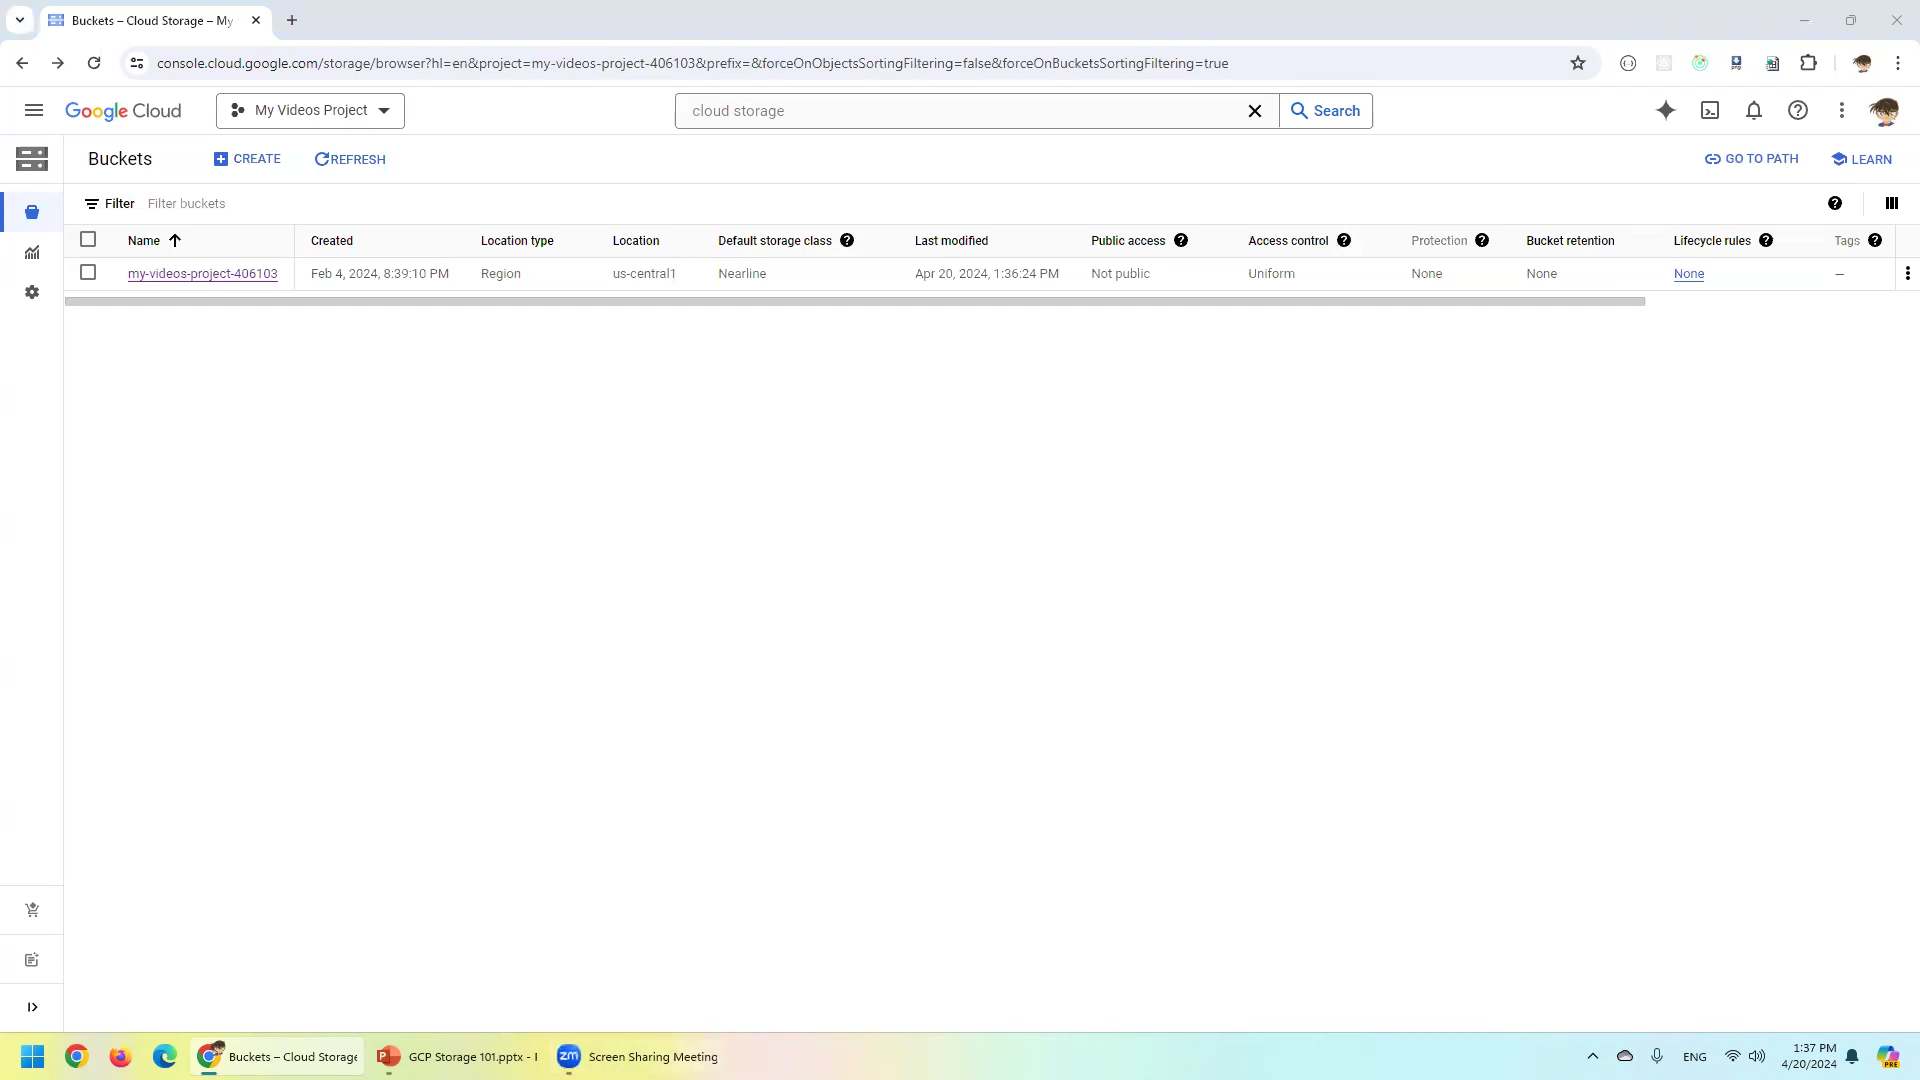 Buckets – Cloud Storage – My
console.cloud.google.com/storage/browser?hl=en&project=my-videos-project-406103&prefix=&forceOnObjectsSortingFiltering=false&forceOnBucketsSortingFiltering=true
Google Cloud
My Videos Project
cloud storage
Search
Buckets
CREATE
REFRESH
GO TO PATH
LEARN
Filter Filter buckets
Name Created Location type Location Default storage class Last modified Public access Access control Protection Bucket retention Lifecycle rules Tags
my-videos-project-406103 Feb 4, 2024, 8:39:10 PM Region us-central1 Nearline Apr 20, 2024, 1:36:24 PM Not public Uniform None None None –
Buckets – Cloud Storage
GCP Storage 101.pptx - P
zm
Screen Sharing Meeting
ENG
1:37 PM
4/20/2024
PRE